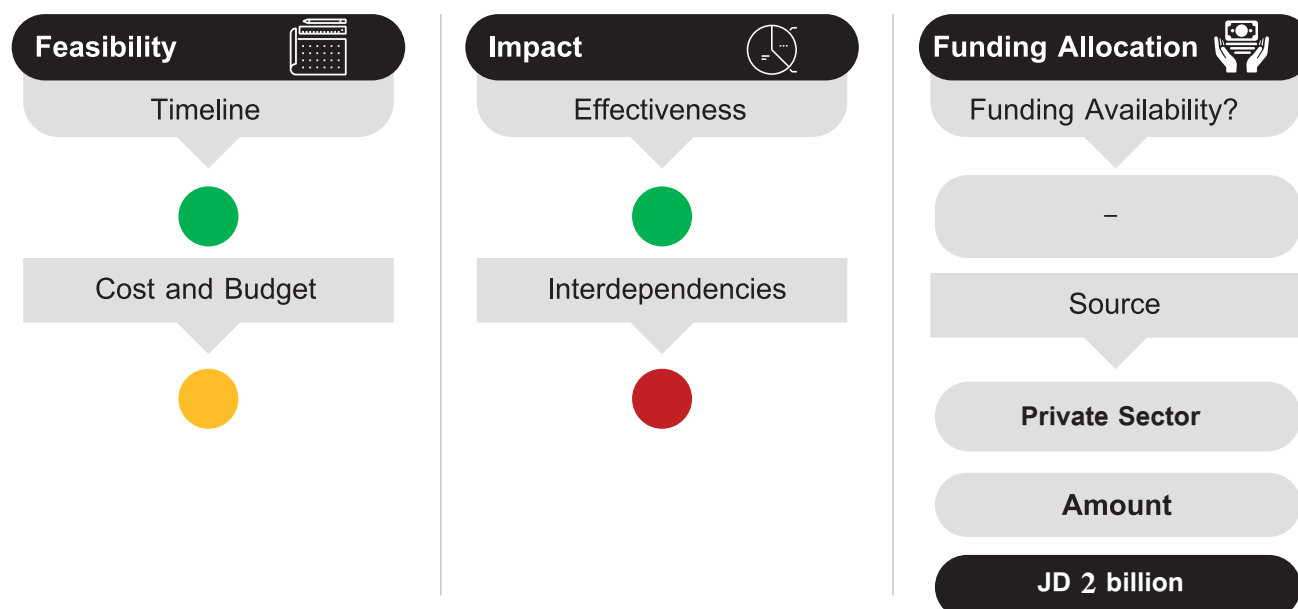 Feasibility
Timeline
Cost and Budget
Impact
Effectiveness
Interdependencies
Funding Allocation
Funding Availability?
–
Source
Private Sector
Amount
JD 2 billion